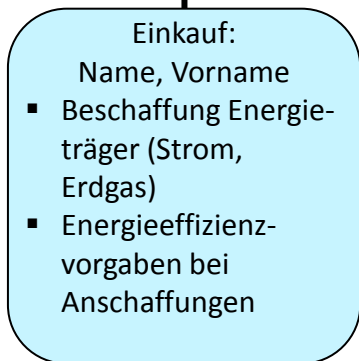 Einkauf:
Name, Vorname
▪ Beschaffung Energie-
träger (Strom,
Erdgas)
▪ Energieeffizienz-
vorgaben bei
Anschaffungen